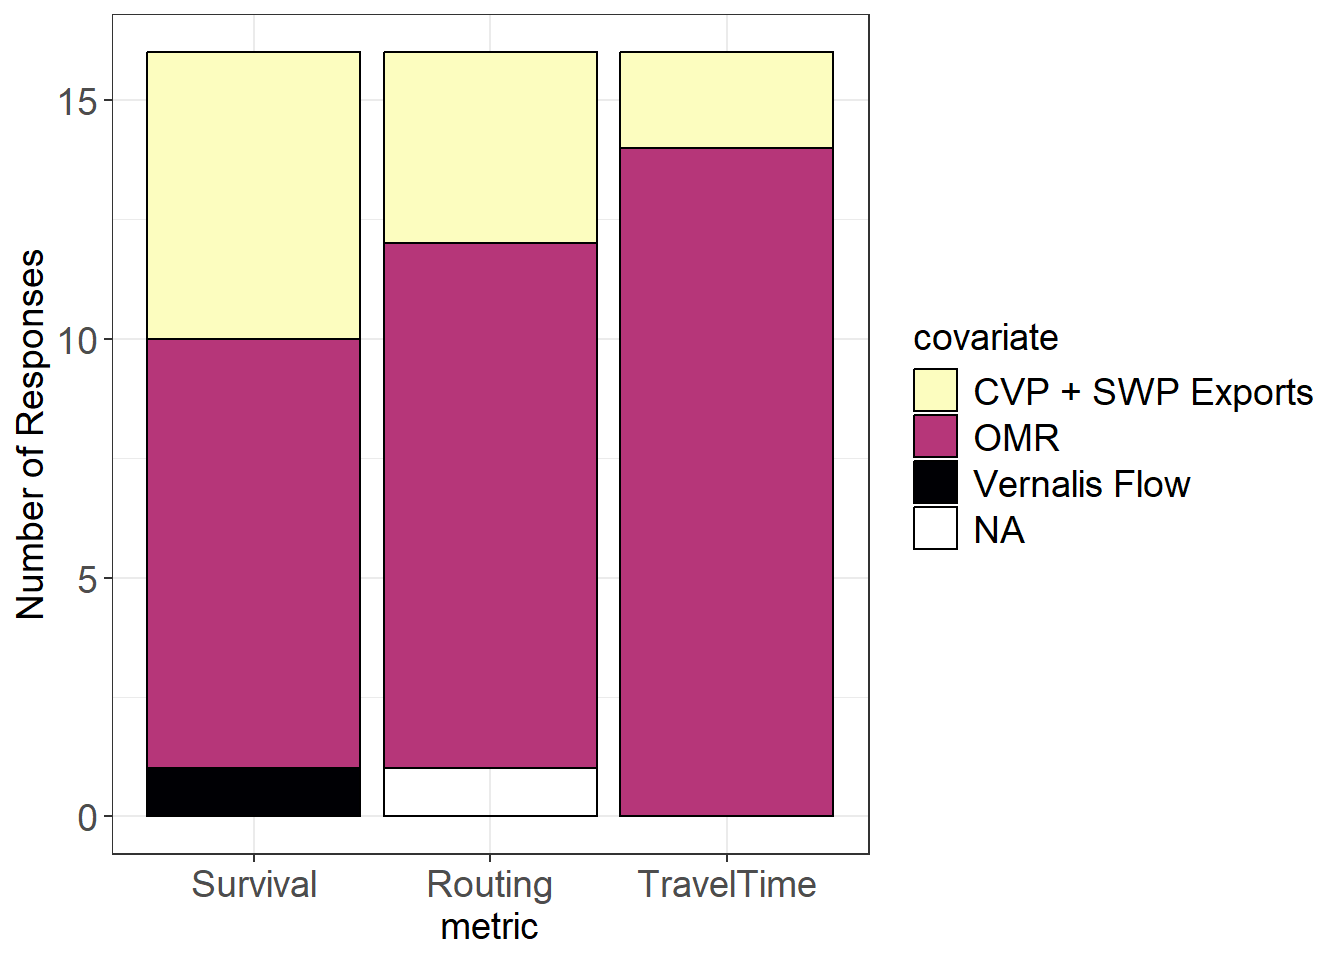 Number of Responses
15
10
5
0
Survival
Routing
TravelTime
metric
covariate
CVP + SWP Exports
OMR
Vernalis Flow
NA